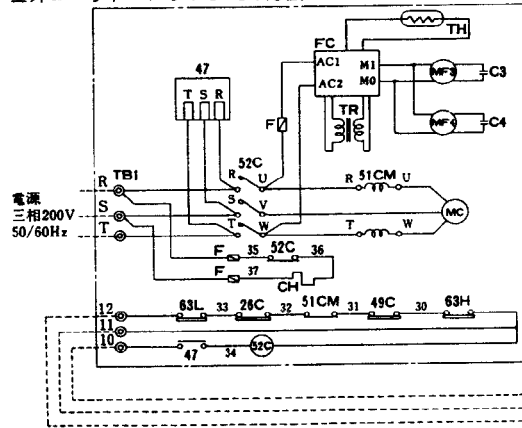 TH
FC
47
AC1
M1
AC2
M0
MF3
C3
T S R
F
TR
MF4
C4
52C
R U
51CM
R U
TB1
電源
三相200V
50/60Hz
R
S
T
S V
MC
T W
T W
F 35 52C 36
F 37 CH
12 63L 33 26C 32 51CM 31 49C 30 63H
11
10 47 34 52C